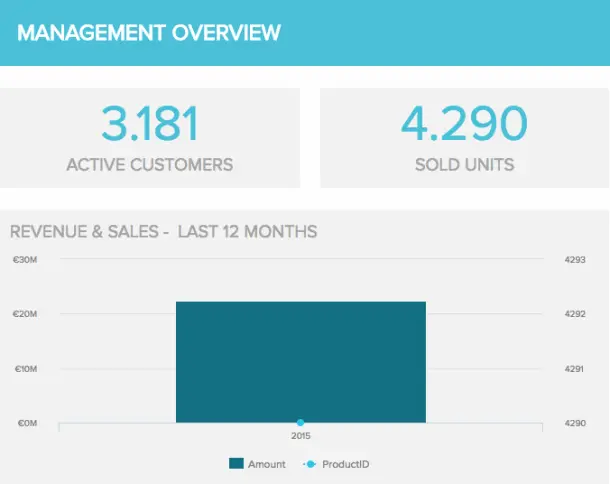 MANAGEMENT OVERVIEW
3.181 4.290
ACTIVE CUSTOMERS SOLD UNITS
REVENUE & SALES - LAST 12 MONTHS
€30M 4293
€20M 4292
€10M 4291
€0M 4290
2015
Amount ProductID